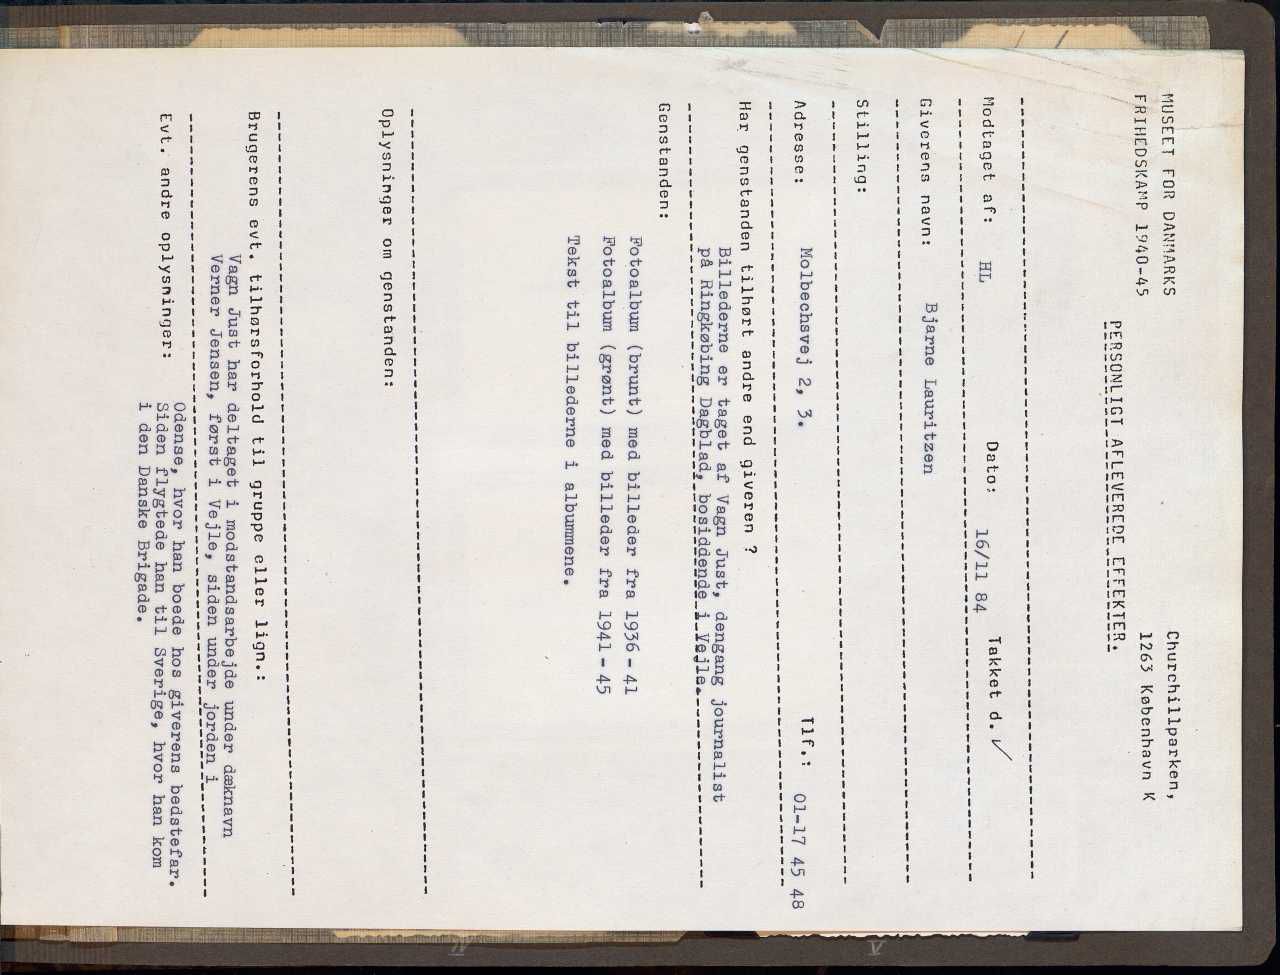 MUSEET FOR DANMARKS
FRIHEDSKAMP 1940-45
Churchillparken,
1263 København K
PERSONLIGT AFLEVEREDE EFFEKTER.
Modtaget af: HL Dato: 16/11 84 Takket d. ✓
Giverens navn: Bjarne Lauritzen
Stilling:
Adresse: Molbechsvej 2, 3. Tlf.: 01-17 45 48
Har genstanden tilhørt andre end giveren ?
Billederne er taget af Vagn Just, dengang journalist
på Ringkøbing Dagblad, bosiddende i Vejle.
Genstanden:
Fotoalbum (brunt) med billeder fra 1936-41
Fotoalbum (grønt) med billeder fra 1941-45
Tekst til billederne i albummene.
Oplysninger om genstanden:
Brugerens evt. tilhørsforhold til gruppe eller lign.:
Vagn Just har deltaget i modstandsarbejde under dæknavn
Verner Jensen, først i Vejle, siden under jorden i
Evt. andre oplysninger:
Odense, hvor han boede hos giverens bedstefar.
Siden flygtede han til Sverige, hvor han kom
i den Danske Brigade.